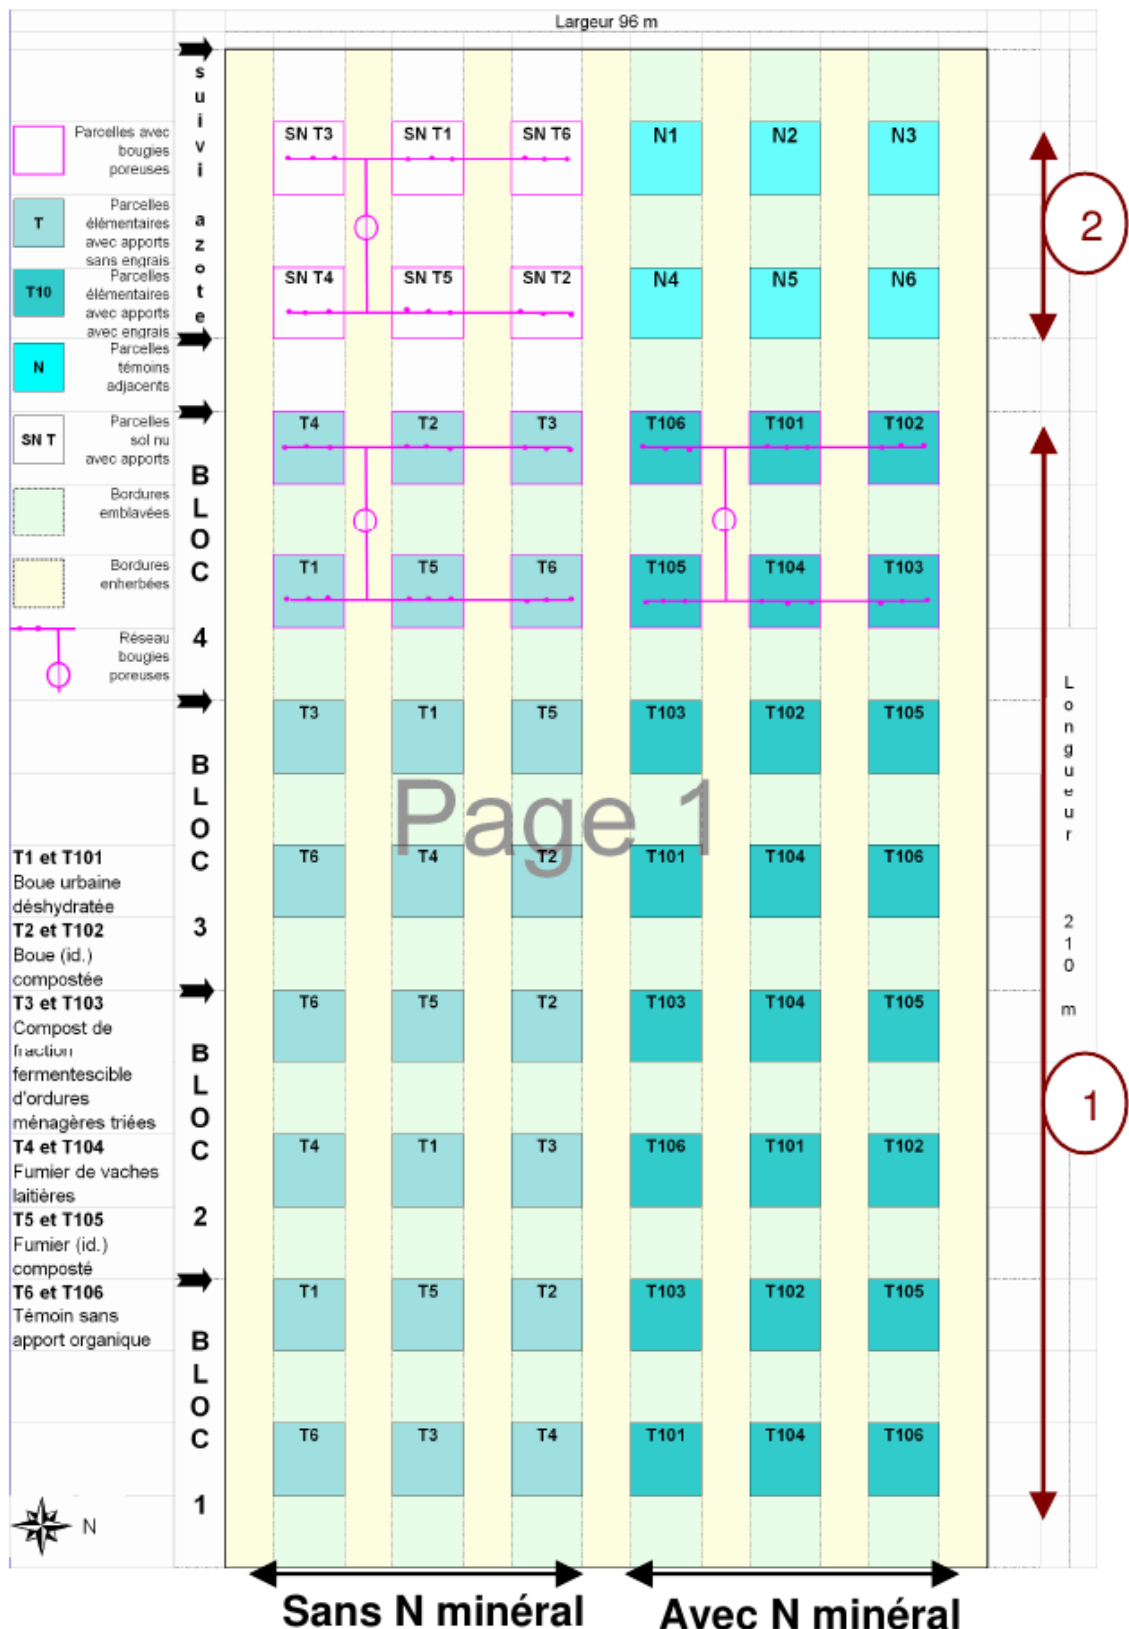 Largeur 96 m
suivi azote
Parcelles avec
bougies
poreuses
T
Parcelles
élémentaires
avec apports
sans engrais
T10
Parcelles
élémentaires
avec apports
avec engrais
N
Parcelles
témoins
adjacents
SN T
Parcelles
sol nu
avec apports
Bordures
emblavées
Bordures
enherbées
Réseau
bougies
poreuses
T1 et T101
Boue urbaine
déshydratée
T2 et T102
Boue (id.)
compostée
T3 et T103
Compost de
fraction
fermentescible
d'ordures
ménagères triées
T4 et T104
Fumier de vaches
laitières
T5 et T105
Fumier (id.)
composté
T6 et T106
Témoin sans
apport organique
N
SN T3 SN T1 SN T6 N1 N2 N3
SN T4 SN T5 SN T2 N4 N5 N6
BLOC 4
T4 T2 T3 T106 T101 T102
T1 T5 T6 T105 T104 T103
BLOC 3
T3 T1 T5 T103 T102 T105
Page 1
T6 T4 T2 T101 T104 T106
BLOC 2
T6 T5 T2 T103 T104 T105
T4 T1 T3 T106 T101 T102
BLOC 1
T1 T5 T2 T103 T102 T105
T6 T3 T4 T101 T104 T106
2
Longueur 210 m
1
Sans N minéral
Avec N minéral